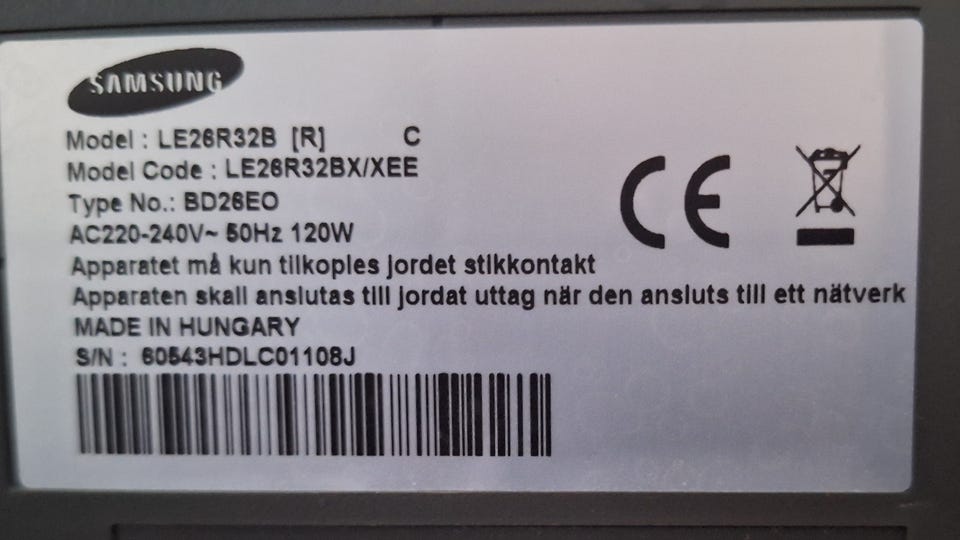 SAMSUNG
Model : LE26R32B [R] C
Model Code : LE26R32BX/XEE
Type No.: BD26EO
AC220-240V~ 50Hz 120W
Apparatet må kun tilkoples jordet stikkontakt
Apparaten skall anslutas till jordat uttag när den ansluts till ett nätverk
MADE IN HUNGARY
S/N : 60543HDLC01108J
CE